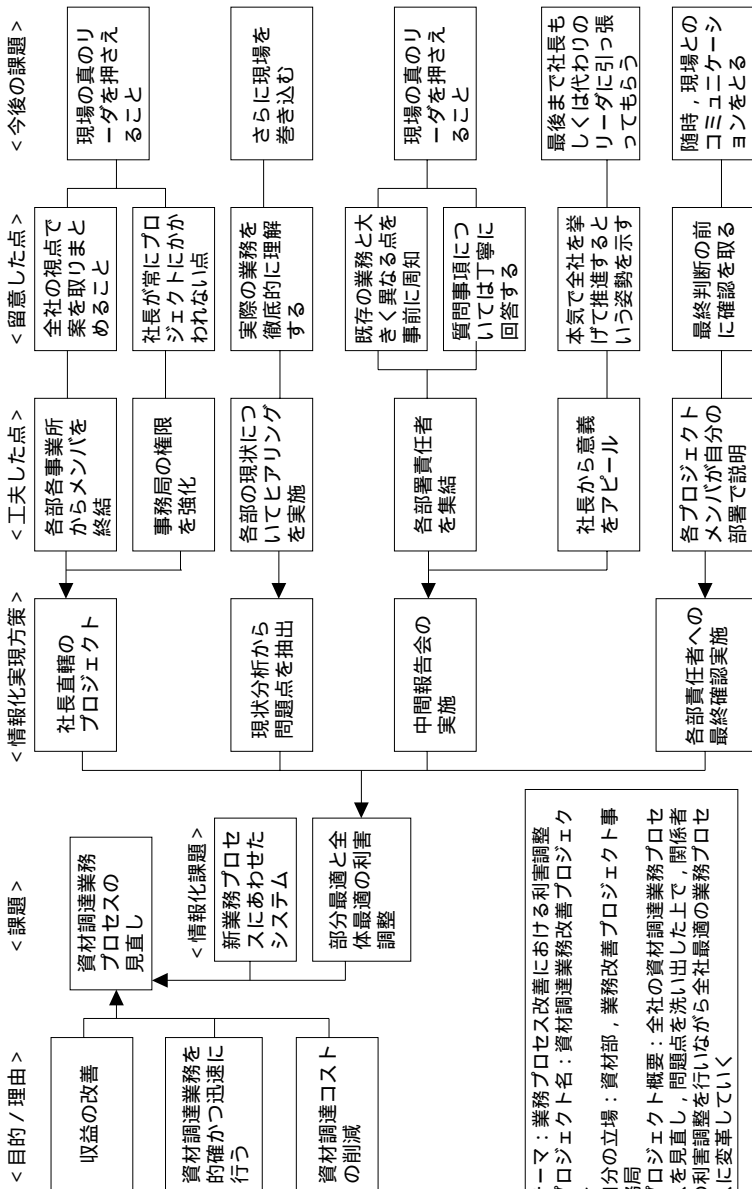 <目的/理由>
収益の改善
資材調達業務を
的確かつ迅速に
行う
資材調達コスト
の削減
<課題>
資材調達業務
プロセスの
見直し
<情報化課題>
新業務プロセ
スにあわせた
システム
部分最適と全
体最適の利害
調整
<情報化実現方策>
社長直轄の
プロジェクト
現状分析から
問題点を抽出
中間報告会の
実施
各部責任者への
最終確認実施
<工夫した点>
各部各事業所
からメンバを
終結
事務局の権限
を強化
各部の現状につ
いてヒアリング
を実施
各部署責任者
を集結
社長から意義
をアピール
各プロジェクト
メンバが自分の
部署で説明
<留意した点>
全社の視点で
案を取りまと
めること
社長が常にプロ
ジェクトにかか
われない点
実際の業務を
徹底的に理解
する
既存の業務と大
きく異なる点を
事前に周知
質問事項につ
いては丁寧に
回答する
本気で全社を挙
げて推進すると
いう姿勢を示す
最終判断の前
に確認を取る
<今後の課題>
現場の真のリ
ーダを押さえ
ること
さらに現場を
巻き込む
現場の真のリ
ーダを押さえ
ること
最後まで社長も
しくは代わりの
リーダに引っ張
ってもらう
随時，現場との
コミュニケーシ
ョンをとる
ーマ：業務プロセス改善における利害調整
プロジェクト名：資材調達業務改善プロジェク
自分の立場：資材部，業務改善プロジェクト事
務局
プロジェクト概要：全社の資材調達業務プロセ
スを見直し，問題点を洗い出した上で，関係者
の利害調整を行いながら全社最適の業務プロセ
スに変革していく